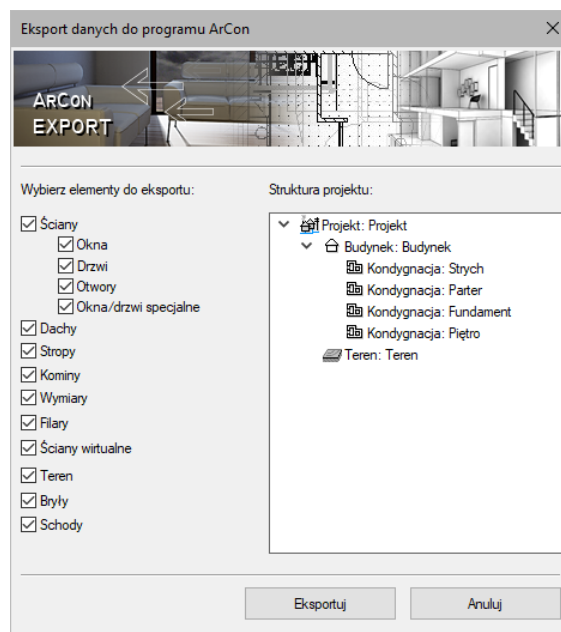 Eksport danych do programu ArCon
ARCON
EXPORT
Wybierz elementy do eksportu:
Ściany
Okna
Drzwi
Otwory
Okna/drzwi specjalne
Dachy
Stropy
Kominy
Wymiary
Filary
Ściany wirtualne
Teren
Bryły
Schody
Struktura projektu:
Projekt: Projekt
Budynek: Budynek
Kondygnacja: Strych
Kondygnacja: Parter
Kondygnacja: Fundament
Kondygnacja: Piętro
Teren: Teren
Eksportuj
Anuluj